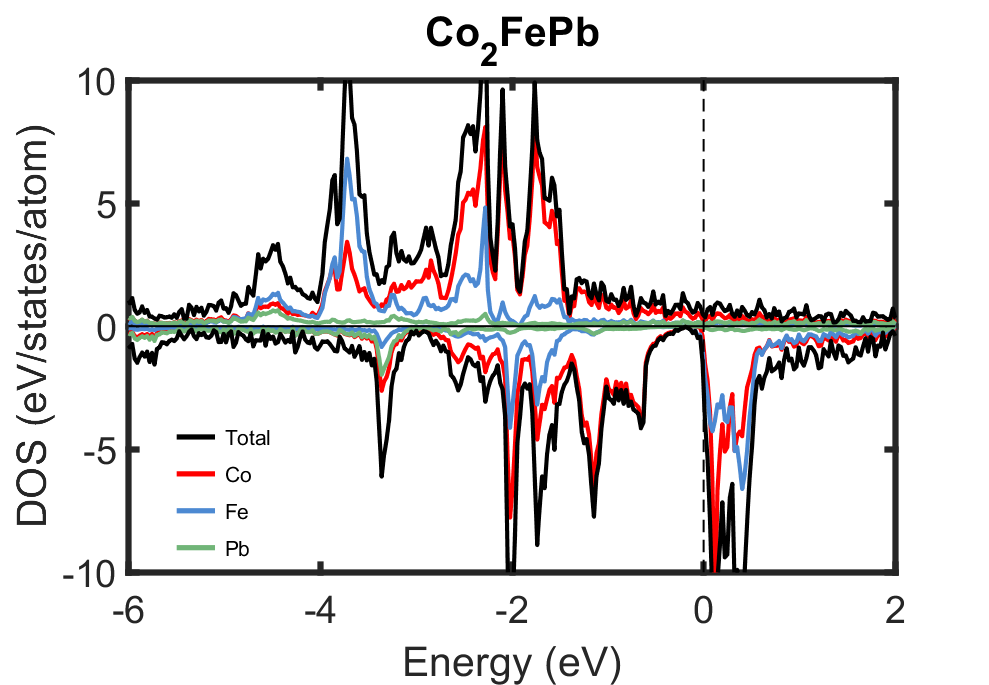 Co₂FePb
DOS (eV/states/atom)
10
5
0
-5
-10
Total
Co
Fe
Pb
-6 -4 -2 0 2
Energy (eV)